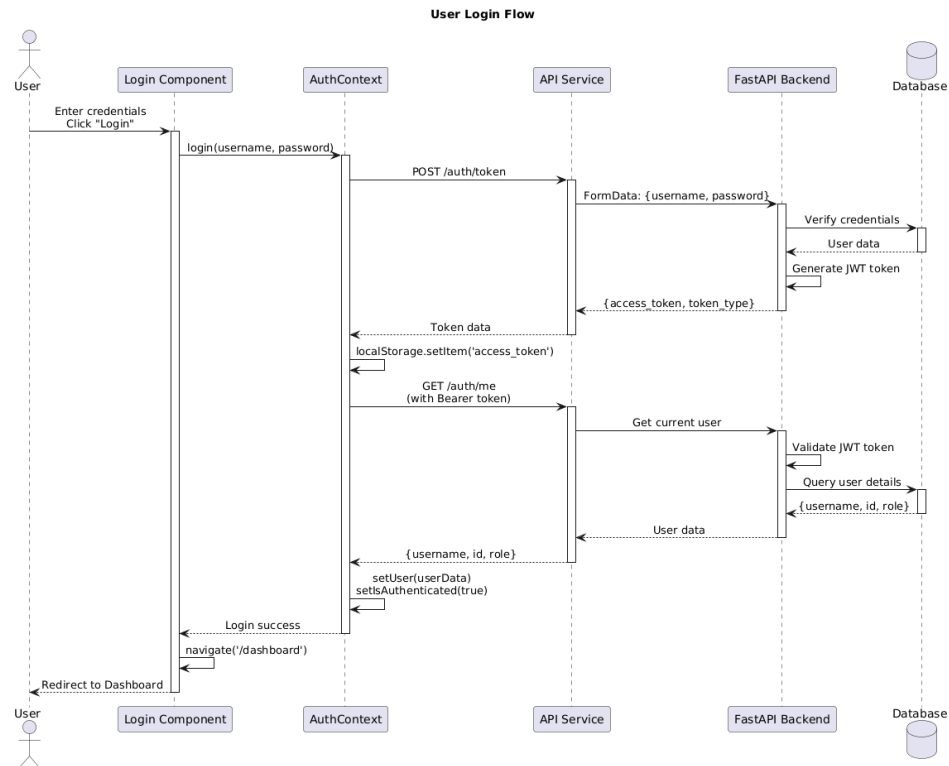 User Login Flow
User
Login Component
AuthContext
API Service
FastAPI Backend
Database
Enter credentials
Click "Login"
login(username, password)
POST /auth/token
FormData: {username, password}
Verify credentials
User data
Generate JWT token
{access_token, token_type}
Token data
localStorage.setItem('access_token')
GET /auth/me
(with Bearer token)
Get current user
Validate JWT token
Query user details
{username, id, role}
User data
{username, id, role}
setUser(userData)
setIsAuthenticated(true)
Login success
navigate('/dashboard')
Redirect to Dashboard
User
Login Component
AuthContext
API Service
FastAPI Backend
Database